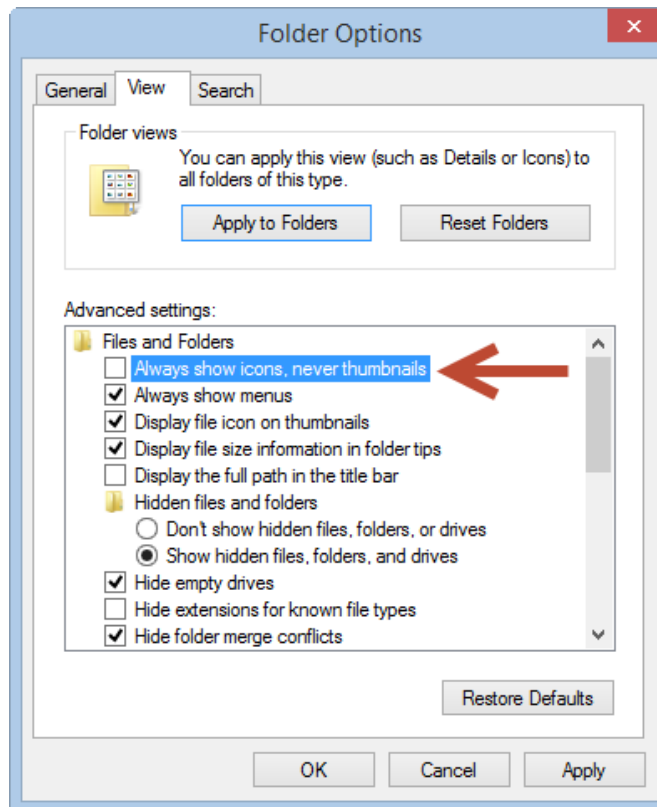 Folder Options
General View Search
Folder views
You can apply this view (such as Details or Icons) to
all folders of this type.
Apply to Folders Reset Folders
Advanced settings:
Files and Folders
Always show icons, never thumbnails
Always show menus
Display file icon on thumbnails
Display file size information in folder tips
Display the full path in the title bar
Hidden files and folders
Don't show hidden files, folders, or drives
Show hidden files, folders, and drives
Hide empty drives
Hide extensions for known file types
Hide folder merge conflicts
Restore Defaults
OK Cancel Apply